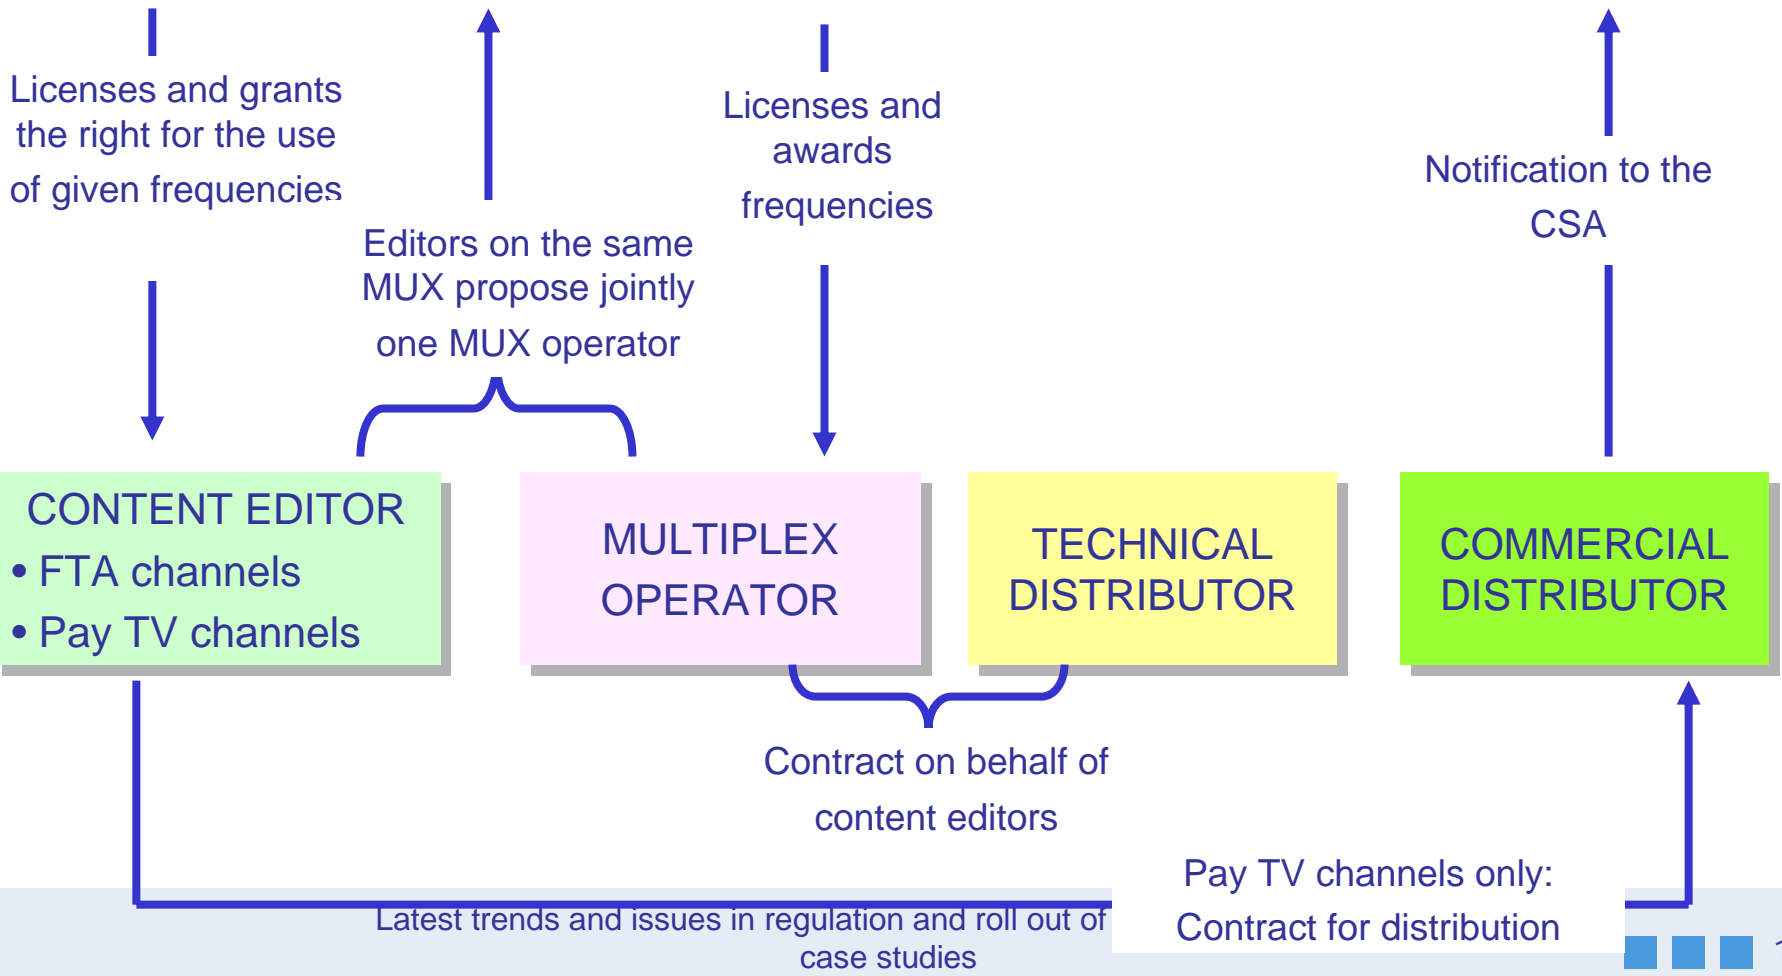 Licenses and grants
the right for the use
of given frequencies
Editors on the same
MUX propose jointly
one MUX operator
Licenses and
awards
frequencies
Notification to the
CSA
CONTENT EDITOR
• FTA channels
• Pay TV channels
MULTIPLEX
OPERATOR
TECHNICAL
DISTRIBUTOR
COMMERCIAL
DISTRIBUTOR
Contract on behalf of
content editors
Pay TV channels only:
Contract for distribution
Latest trends and issues in regulation and roll out of
case studies